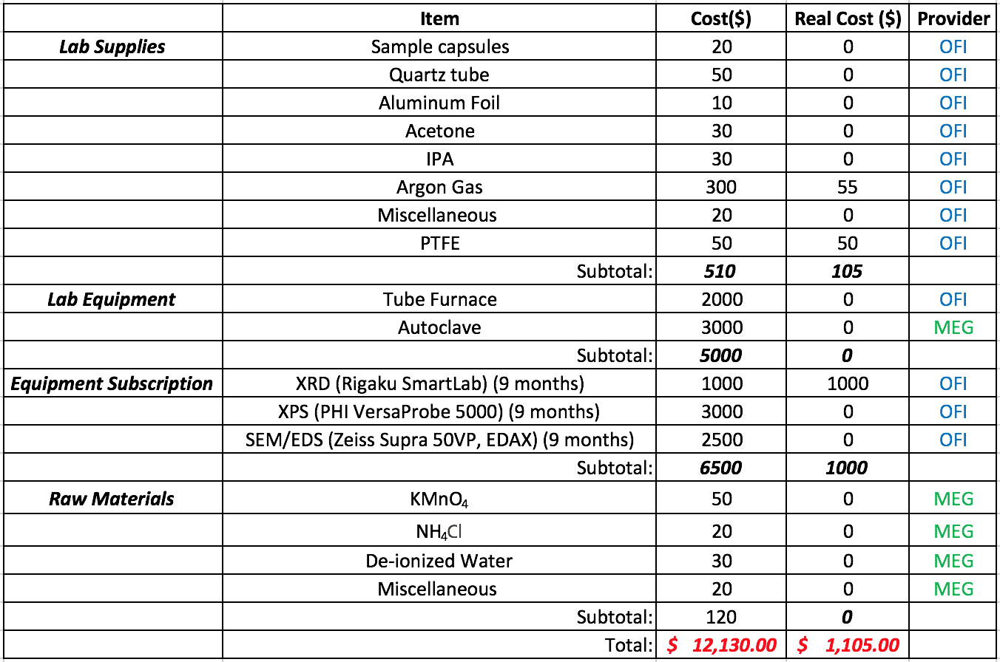 Item Cost($) Real Cost ($) Provider
Lab Supplies Sample capsules 20 0 OFI
Quartz tube 50 0 OFI
Aluminum Foil 10 0 OFI
Acetone 30 0 OFI
IPA 30 0 OFI
Argon Gas 300 55 OFI
Miscellaneous 20 0 OFI
PTFE 50 50 OFI
Subtotal: 510 105
Lab Equipment Tube Furnace 2000 0 OFI
Autoclave 3000 0 MEG
Subtotal: 5000 0
Equipment Subscription XRD (Rigaku SmartLab) (9 months) 1000 1000 OFI
XPS (PHI VersaProbe 5000) (9 months) 3000 0 OFI
SEM/EDS (Zeiss Supra 50VP, EDAX) (9 months) 2500 0 OFI
Subtotal: 6500 1000
Raw Materials KMnO₄ 50 0 MEG
NH₄Cl 20 0 MEG
De-ionized Water 30 0 MEG
Miscellaneous 20 0 MEG
Subtotal: 120 0
Total: $ 12,130.00 $ 1,105.00